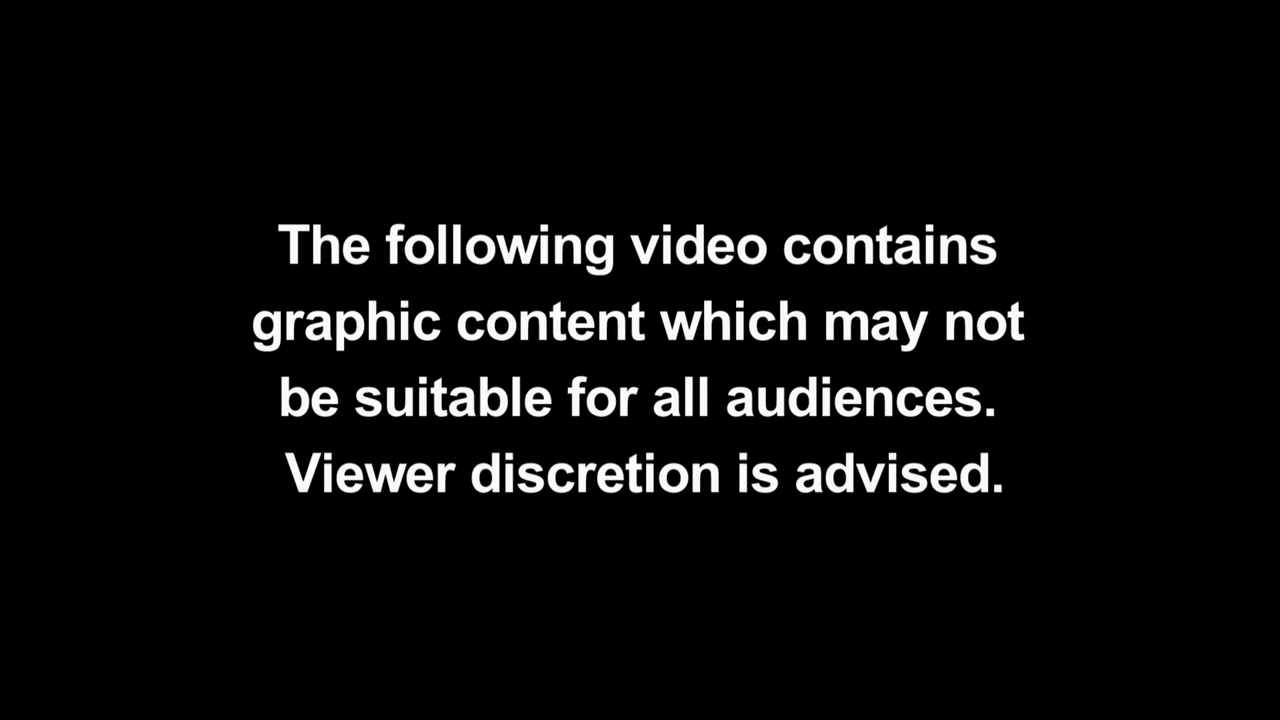 The following video contains
graphic content which may not
be suitable for all audiences.
Viewer discretion is advised.